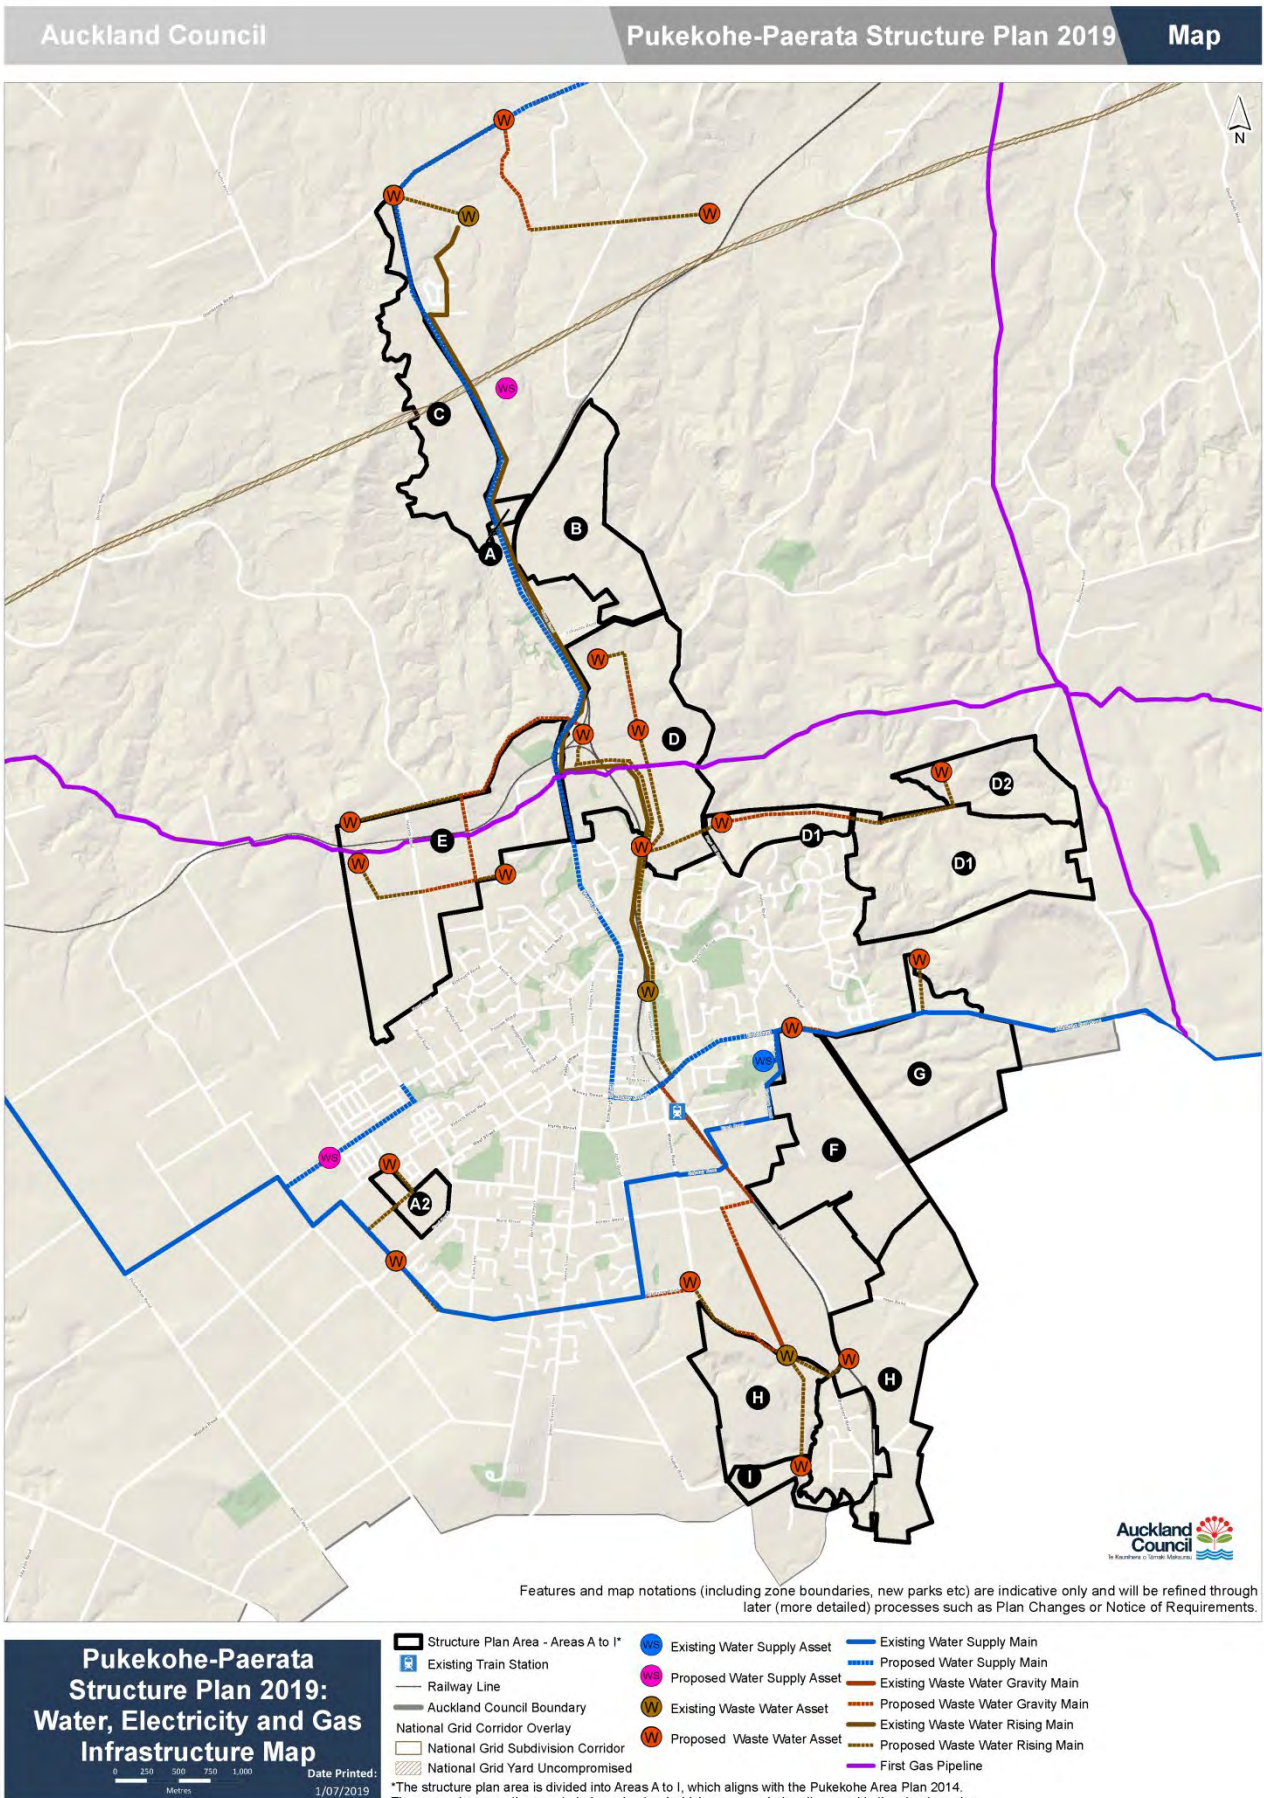 Auckland Council
Pukekohe-Paerata Structure Plan 2019
Map
N
W
W
W
W
WS
C
B
A
W
W
W
D
D2
W
W
W
D1
E
W
W
W
D1
W
W
W
WS
G
F
WS
W
A2
W
W
W
W
H
H
W
I
Auckland
Council
Te Kaunihera o Tāmaki Makaurau
Features and map notations (including zone boundaries, new parks etc) are indicative only and will be refined through
later (more detailed) processes such as Plan Changes or Notice of Requirements.
Pukekohe-Paerata
Structure Plan 2019:
Water, Electricity and Gas
Infrastructure Map
0 250 500 750 1,000
Metres
Date Printed:
1/07/2019
Structure Plan Area - Areas A to I*
Existing Train Station
Railway Line
Auckland Council Boundary
National Grid Corridor Overlay
National Grid Subdivision Corridor
National Grid Yard Uncompromised
WS Existing Water Supply Asset
WS Proposed Water Supply Asset
W Existing Waste Water Asset
W Proposed Waste Water Asset
Existing Water Supply Main
Proposed Water Supply Main
Existing Waste Water Gravity Main
Proposed Waste Water Gravity Main
Existing Waste Water Rising Main
Proposed Waste Water Rising Main
First Gas Pipeline
*The structure plan area is divided into Areas A to I, which aligns with the Pukekohe Area Plan 2014.